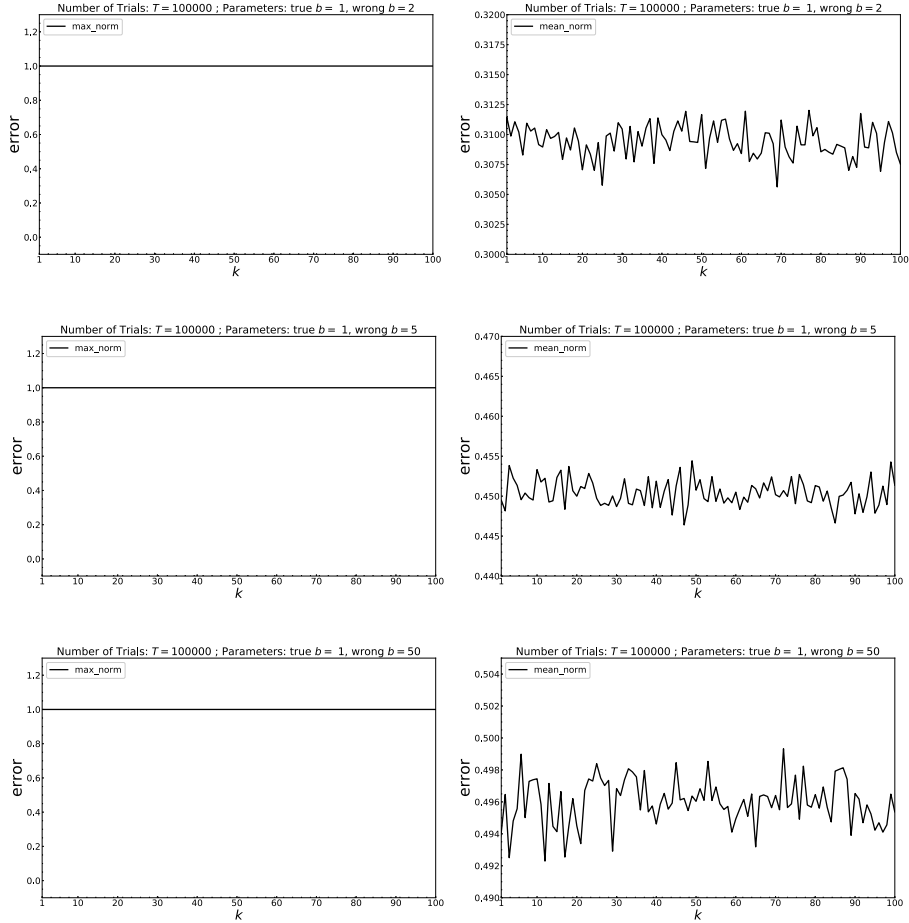 Number of Trials: T = 100000 ; Parameters: true b = 1, wrong b = 2
max_norm
error
1.2
1.0
0.8
0.6
0.4
0.2
0.0
1 10 20 30 40 50 60 70 80 90 100
k
Number of Trials: T = 100000 ; Parameters: true b = 1, wrong b = 2
mean_norm
error
0.3200
0.3175
0.3150
0.3125
0.3100
0.3075
0.3050
0.3025
0.3000
1 10 20 30 40 50 60 70 80 90 100
k
Number of Trials: T = 100000 ; Parameters: true b = 1, wrong b = 5
max_norm
error
1.2
1.0
0.8
0.6
0.4
0.2
0.0
1 10 20 30 40 50 60 70 80 90 100
k
Number of Trials: T = 100000 ; Parameters: true b = 1, wrong b = 5
mean_norm
error
0.470
0.465
0.460
0.455
0.450
0.445
0.440
1 10 20 30 40 50 60 70 80 90 100
k
Number of Trials: T = 100000 ; Parameters: true b = 1, wrong b = 50
max_norm
error
1.2
1.0
0.8
0.6
0.4
0.2
0.0
1 10 20 30 40 50 60 70 80 90 100
k
Number of Trials: T = 100000 ; Parameters: true b = 1, wrong b = 50
mean_norm
error
0.504
0.502
0.500
0.498
0.496
0.494
0.492
0.490
1 10 20 30 40 50 60 70 80 90 100
k